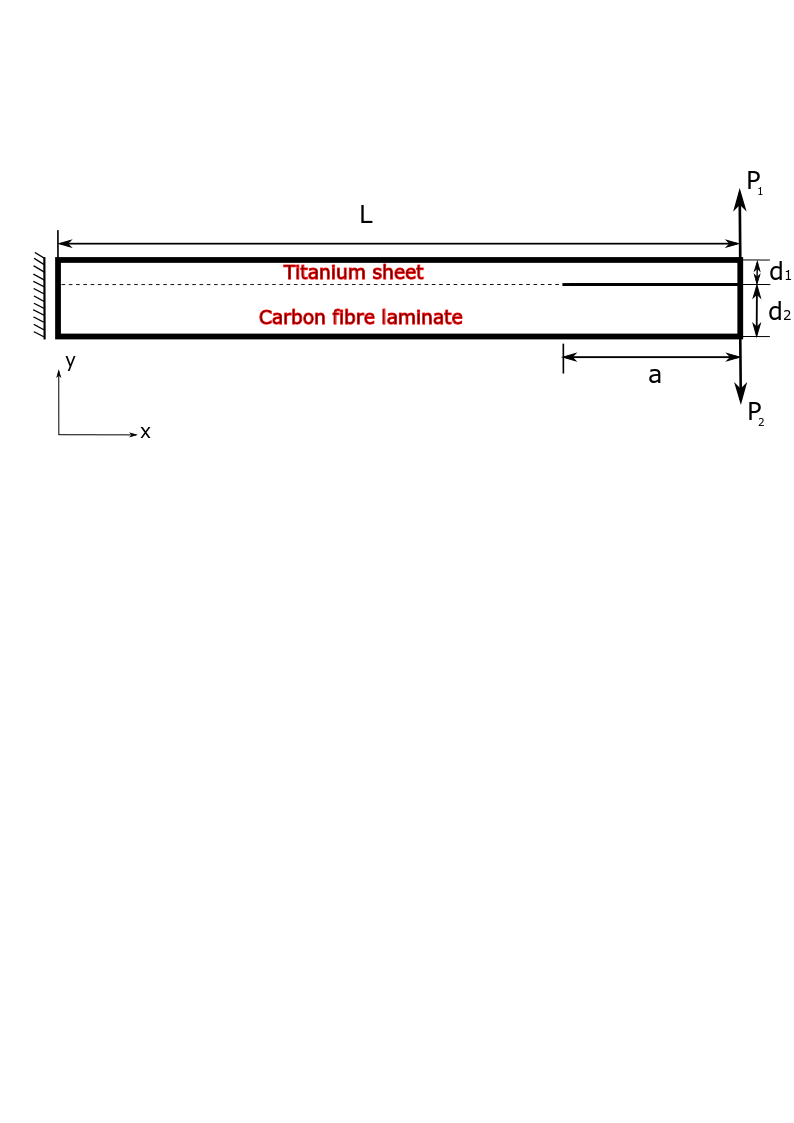 P1
L
Titanium sheet
d1
Carbon fibre laminate
d2
y
a
P2
x